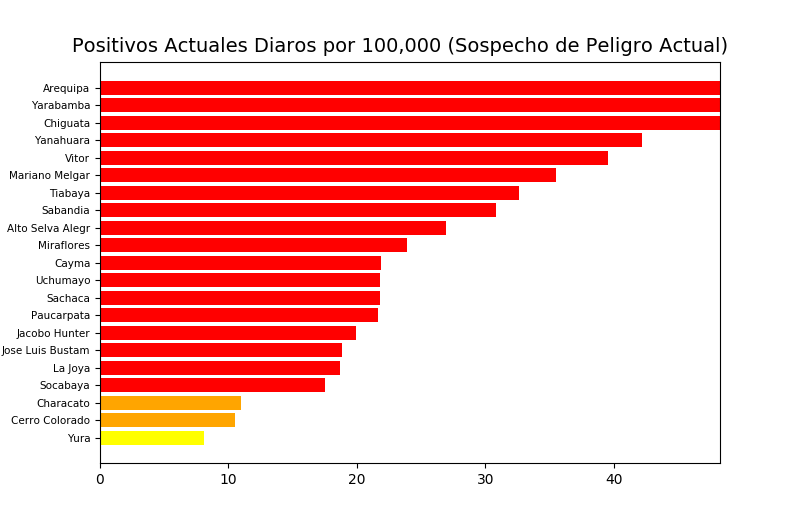 Positivos Actuales Diaros por 100,000 (Sospecho de Peligro Actual)
Arequipa
Yarabamba
Chiguata
Yanahuara
Vitor
Mariano Melgar
Tiabaya
Sabandia
Alto Selva Alegr
Miraflores
Cayma
Uchumayo
Sachaca
Paucarpata
Jacobo Hunter
Jose Luis Bustam
La Joya
Socabaya
Characato
Cerro Colorado
Yura
0 10 20 30 40